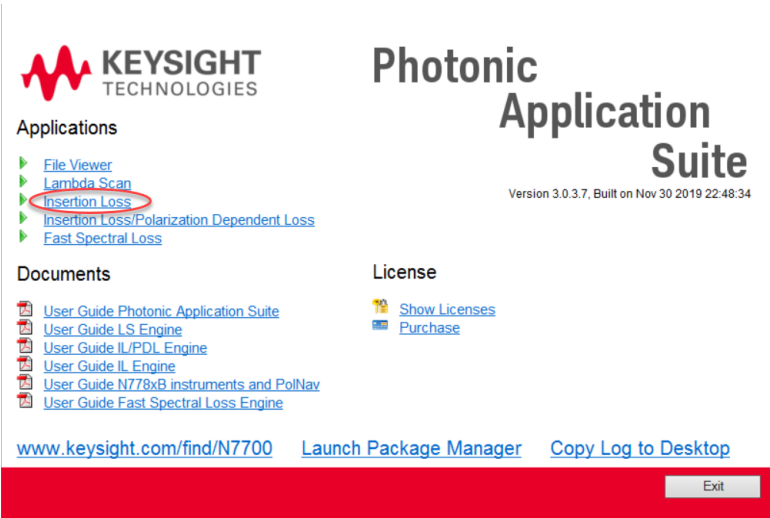 KEYSIGHT
TECHNOLOGIES
Photonic
Application
Suite
Version 3.0.3.7, Built on Nov 30 2019 22:48:34
Applications
File Viewer
Lambda Scan
Insertion Loss
Insertion Loss/Polarization Dependent Loss
Fast Spectral Loss
Documents
User Guide Photonic Application Suite
User Guide LS Engine
User Guide IL/PDL Engine
User Guide IL Engine
User Guide N778xB instruments and PolNav
User Guide Fast Spectral Loss Engine
License
Show Licenses
Purchase
www.keysight.com/find/N7700
Launch Package Manager
Copy Log to Desktop
Exit